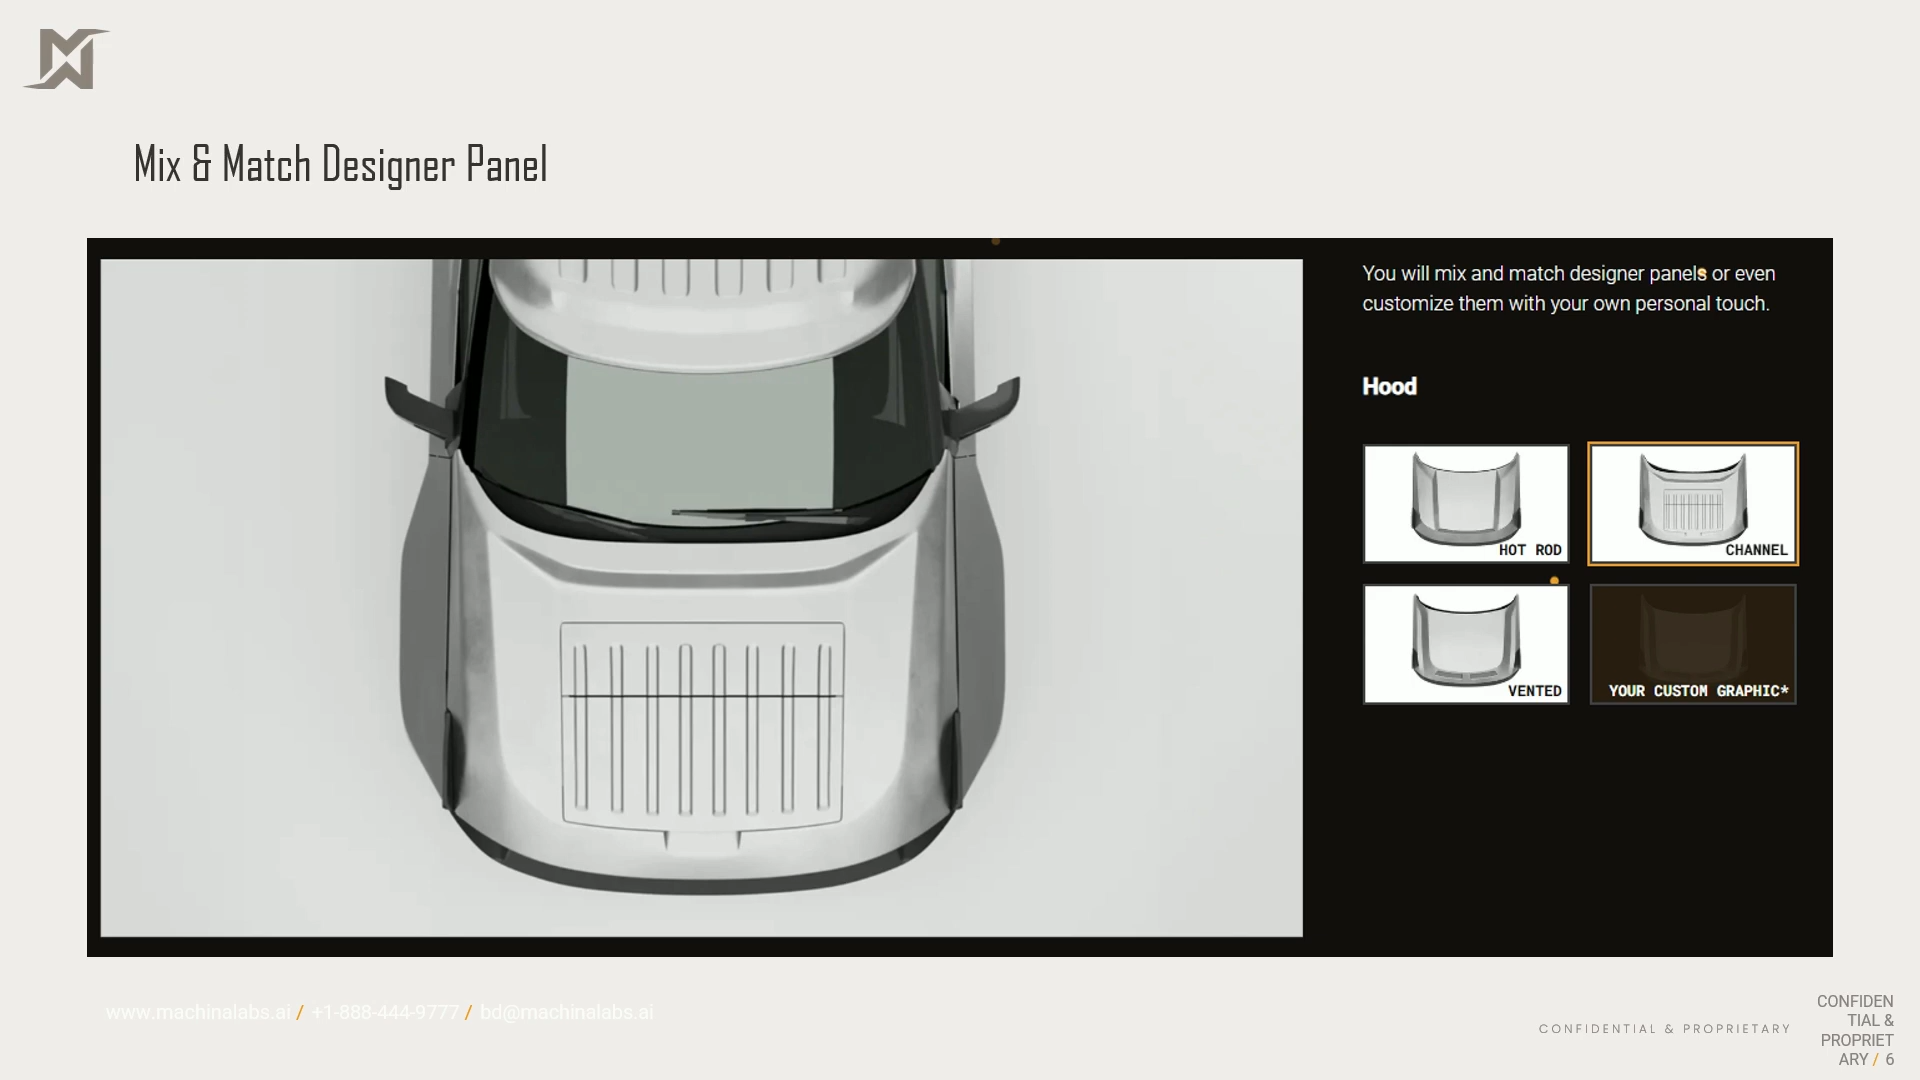 Mix & Match Designer Panel
You will mix and match designer panels or even
customize them with your own personal touch.
Hood
HOT ROD
CHANNEL
VENTED
YOUR CUSTOM GRAPHIC*
www.machinalabs.ai / +1-888-444-9777 / bd@machinalabs.ai
CONFIDENTIAL & PROPRIETARY
CONFIDEN
TIAL &
PROPRIET
ARY / 6